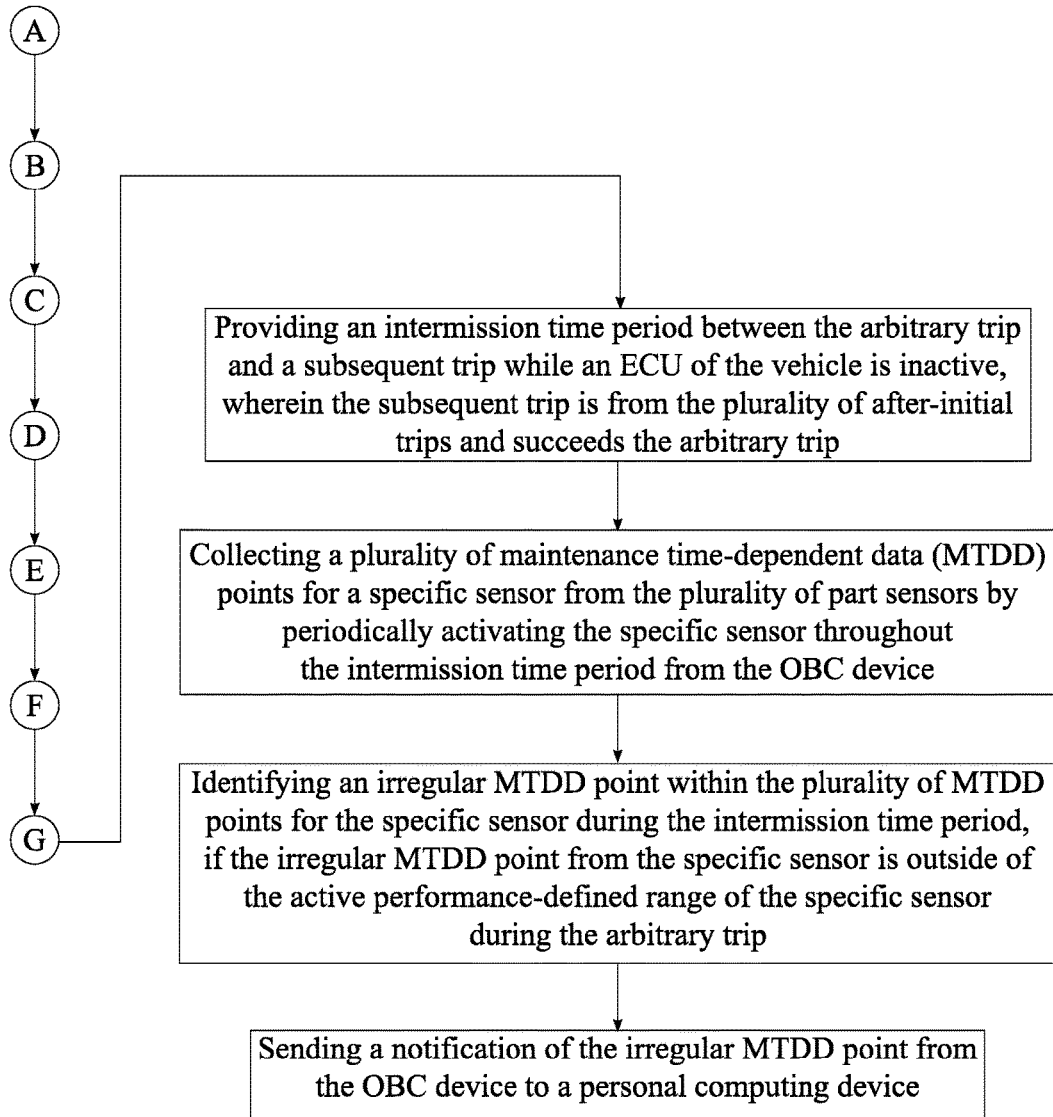 A
B
C
D
E
F
G
Providing an intermission time period between the arbitrary trip
and a subsequent trip while an ECU of the vehicle is inactive,
wherein the subsequent trip is from the plurality of after-initial
trips and succeeds the arbitrary trip
Collecting a plurality of maintenance time-dependent data (MTDD)
points for a specific sensor from the plurality of part sensors by
periodically activating the specific sensor throughout
the intermission time period from the OBC device
Identifying an irregular MTDD point within the plurality of MTDD
points for the specific sensor during the intermission time period,
if the irregular MTDD point from the specific sensor is outside of
the active performance-defined range of the specific sensor
during the arbitrary trip
Sending a notification of the irregular MTDD point from
the OBC device to a personal computing device